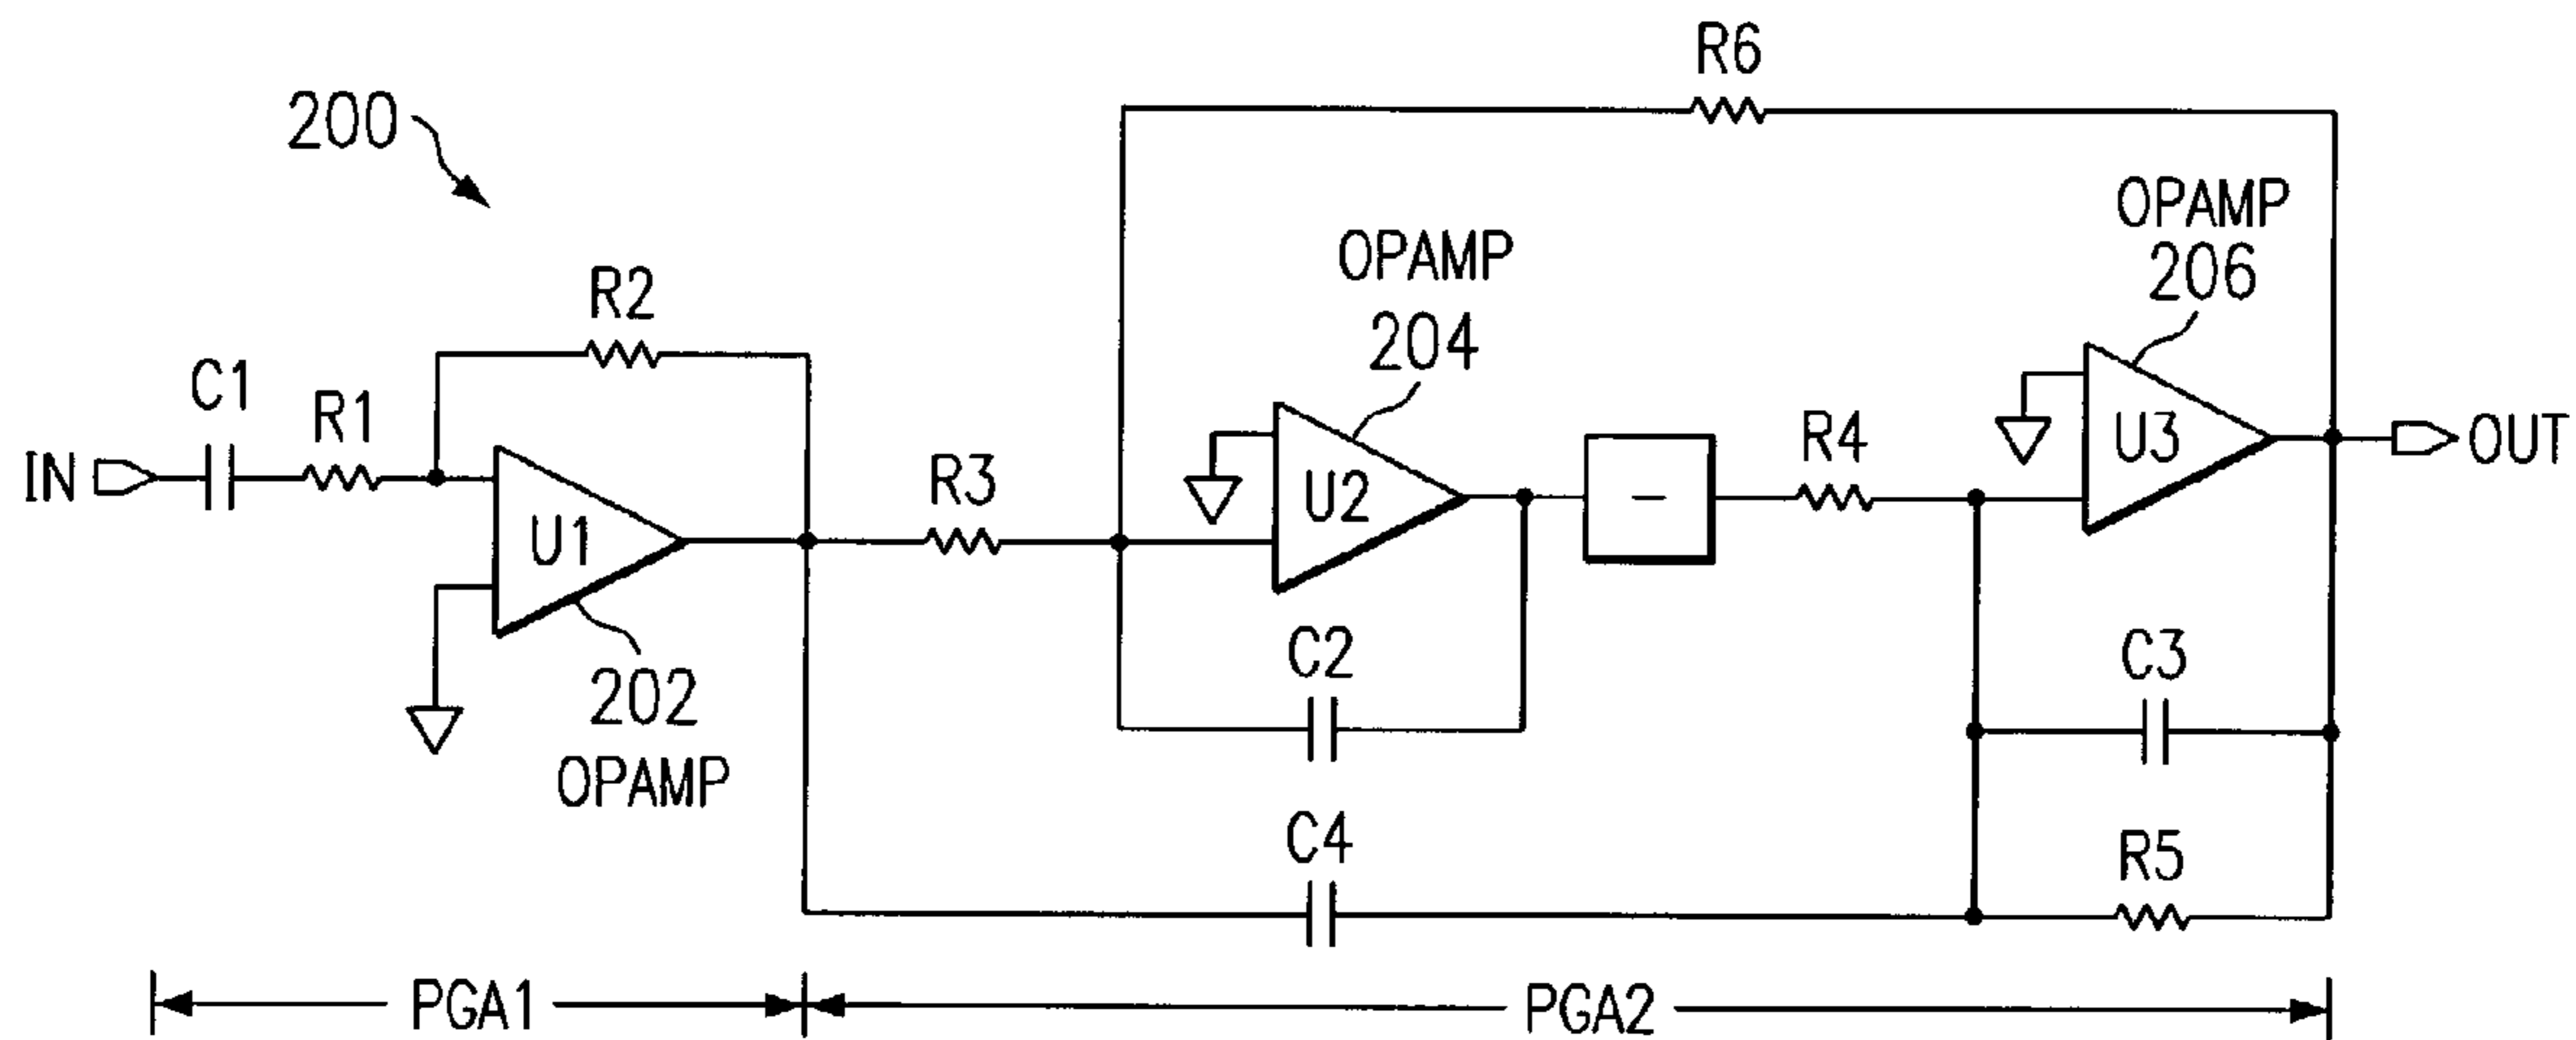 R6
200
OPAMP
206
OPAMP
204
R2
C1
R1
IN
U1
R3
U2
−
R4
U3
OUT
202
OPAMP
C2
C3
C4
R5
PGA1
PGA2